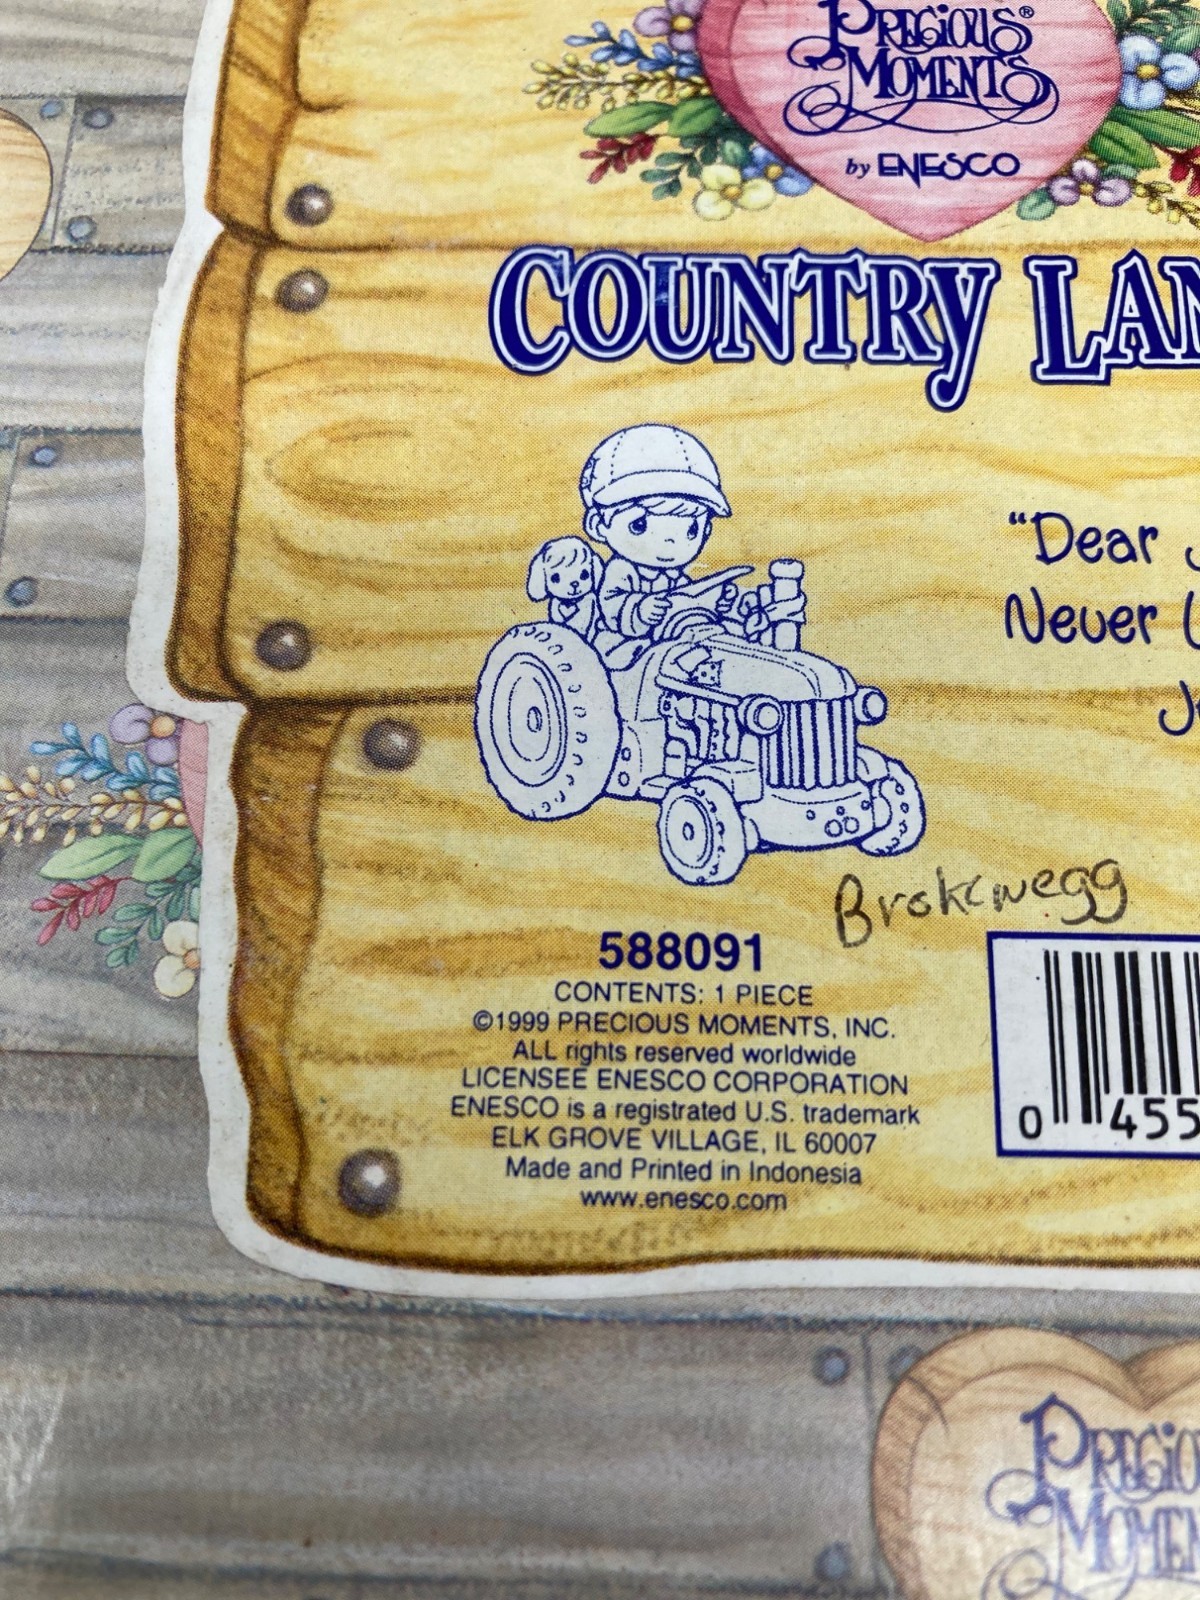 PRECIOUS®
MOMENTS
by ENESCO
COUNTRY LAN
"Dear J
Never L
J
Brokenegg
588091
CONTENTS: 1 PIECE
©1999 PRECIOUS MOMENTS, INC.
ALL rights reserved worldwide
LICENSEE ENESCO CORPORATION
ENESCO is a registrated U.S. trademark
ELK GROVE VILLAGE, IL 60007
Made and Printed in Indonesia
www.enesco.com
0 455
PRECIO
MOMEN